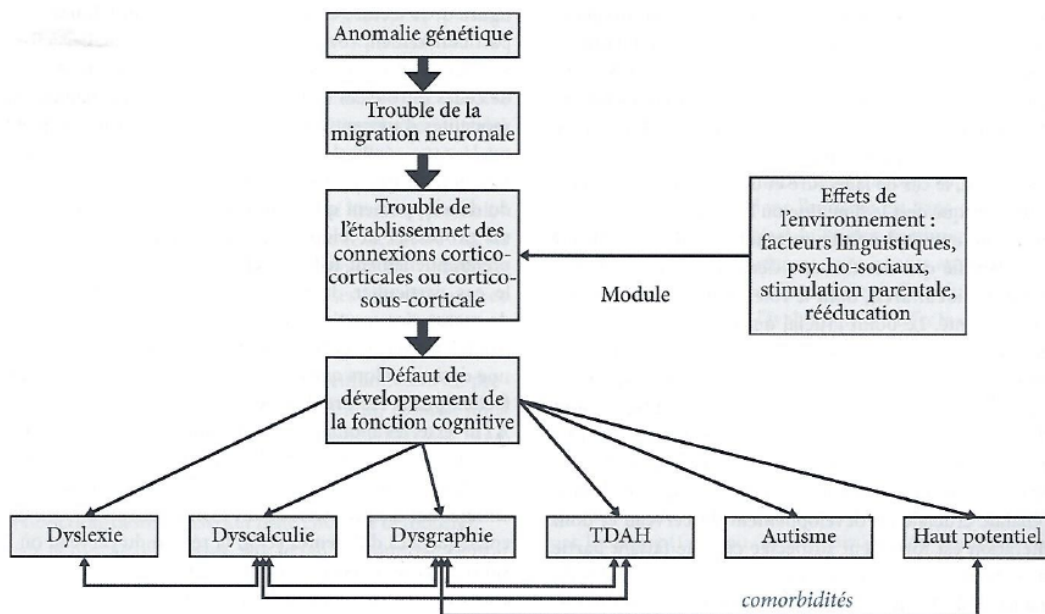 Anomalie génétique
Trouble de la
migration neuronale
Trouble de
l'établissemnet des
connexions cortico-
corticales ou cortico-
sous-corticale
Effets de
l'environnement :
facteurs linguistiques,
psycho-sociaux,
stimulation parentale,
rééducation
Module
Défaut de
développement de
la fonction cognitive
Dyslexie
Dyscalculie
Dysgraphie
TDAH
Autisme
Haut potentiel
comorbidités